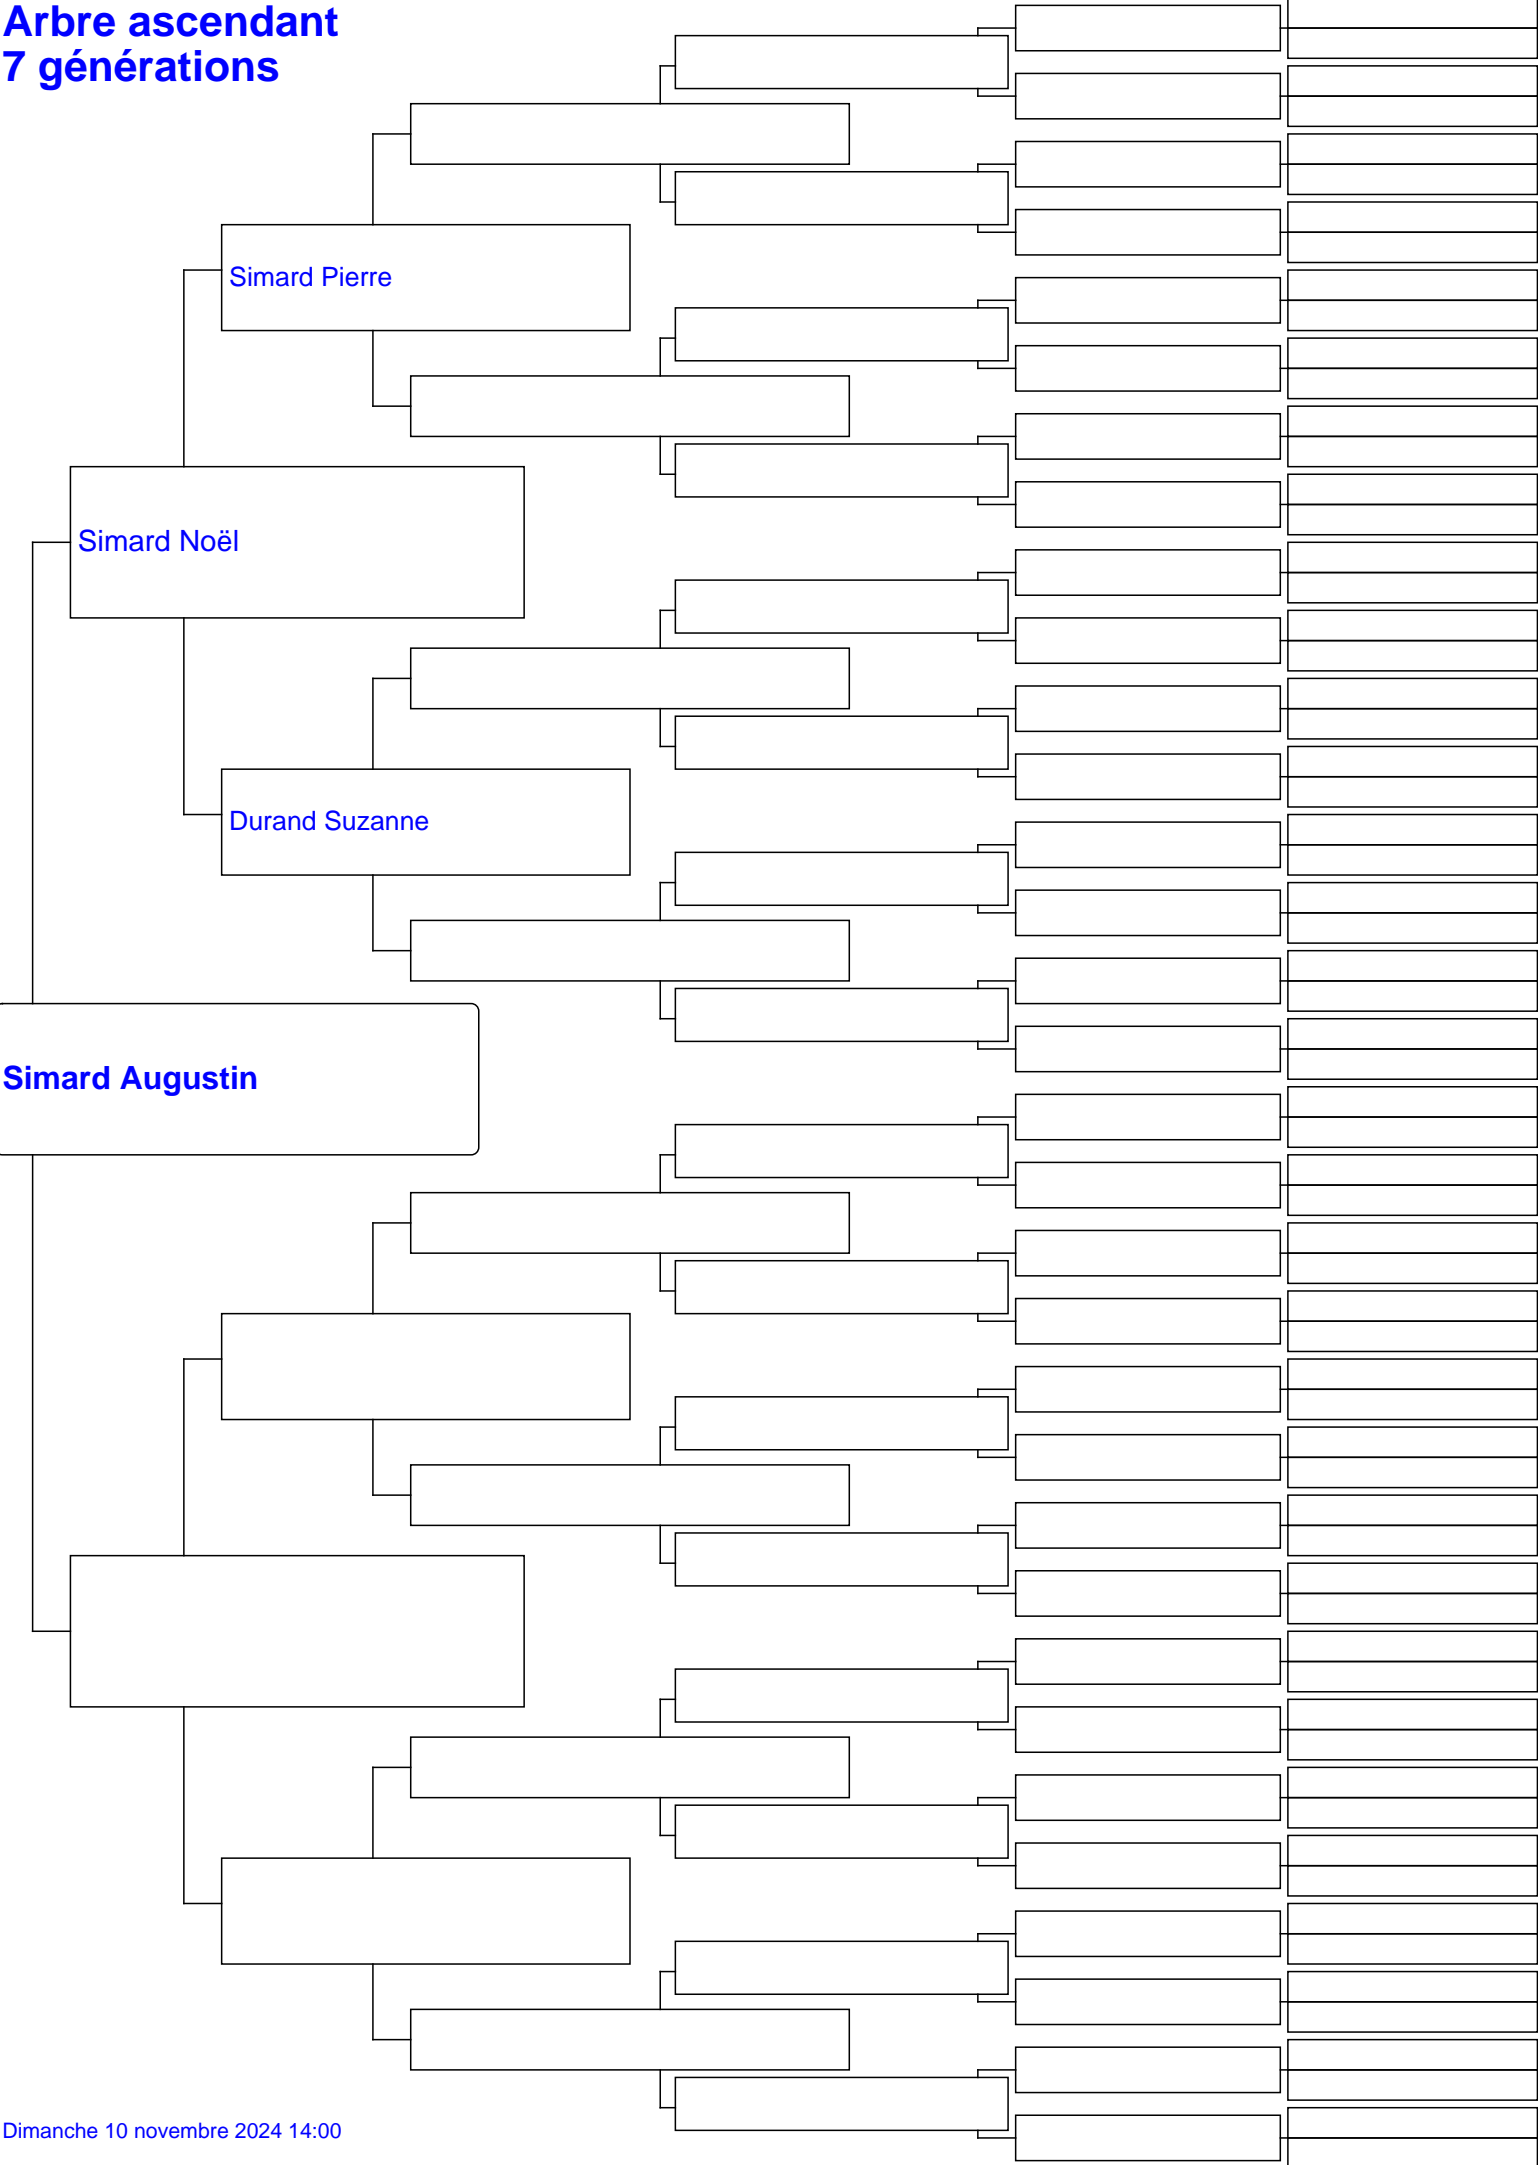 Arbre ascendant
7 générations
Simard Pierre
Simard Noël
Durand Suzanne
Simard Augustin
Dimanche 10 novembre 2024 14:00